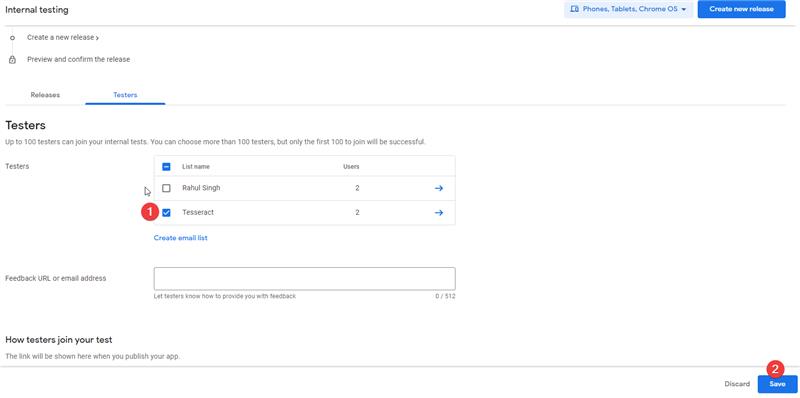 Internal testing
Phones, Tablets, Chrome OS
Create new release
Create a new release
Preview and confirm the release
Releases
Testers
Testers
Up to 100 testers can join your internal tests. You can choose more than 100 testers, but only the first 100 to join will be successful.
Testers
List name
Users
Rahul Singh
2
1
Tesseract
2
Create email list
Feedback URL or email address
Let testers know how to provide you with feedback
0 / 512
How testers join your test
The link will be shown here when you publish your app.
2
Discard
Save